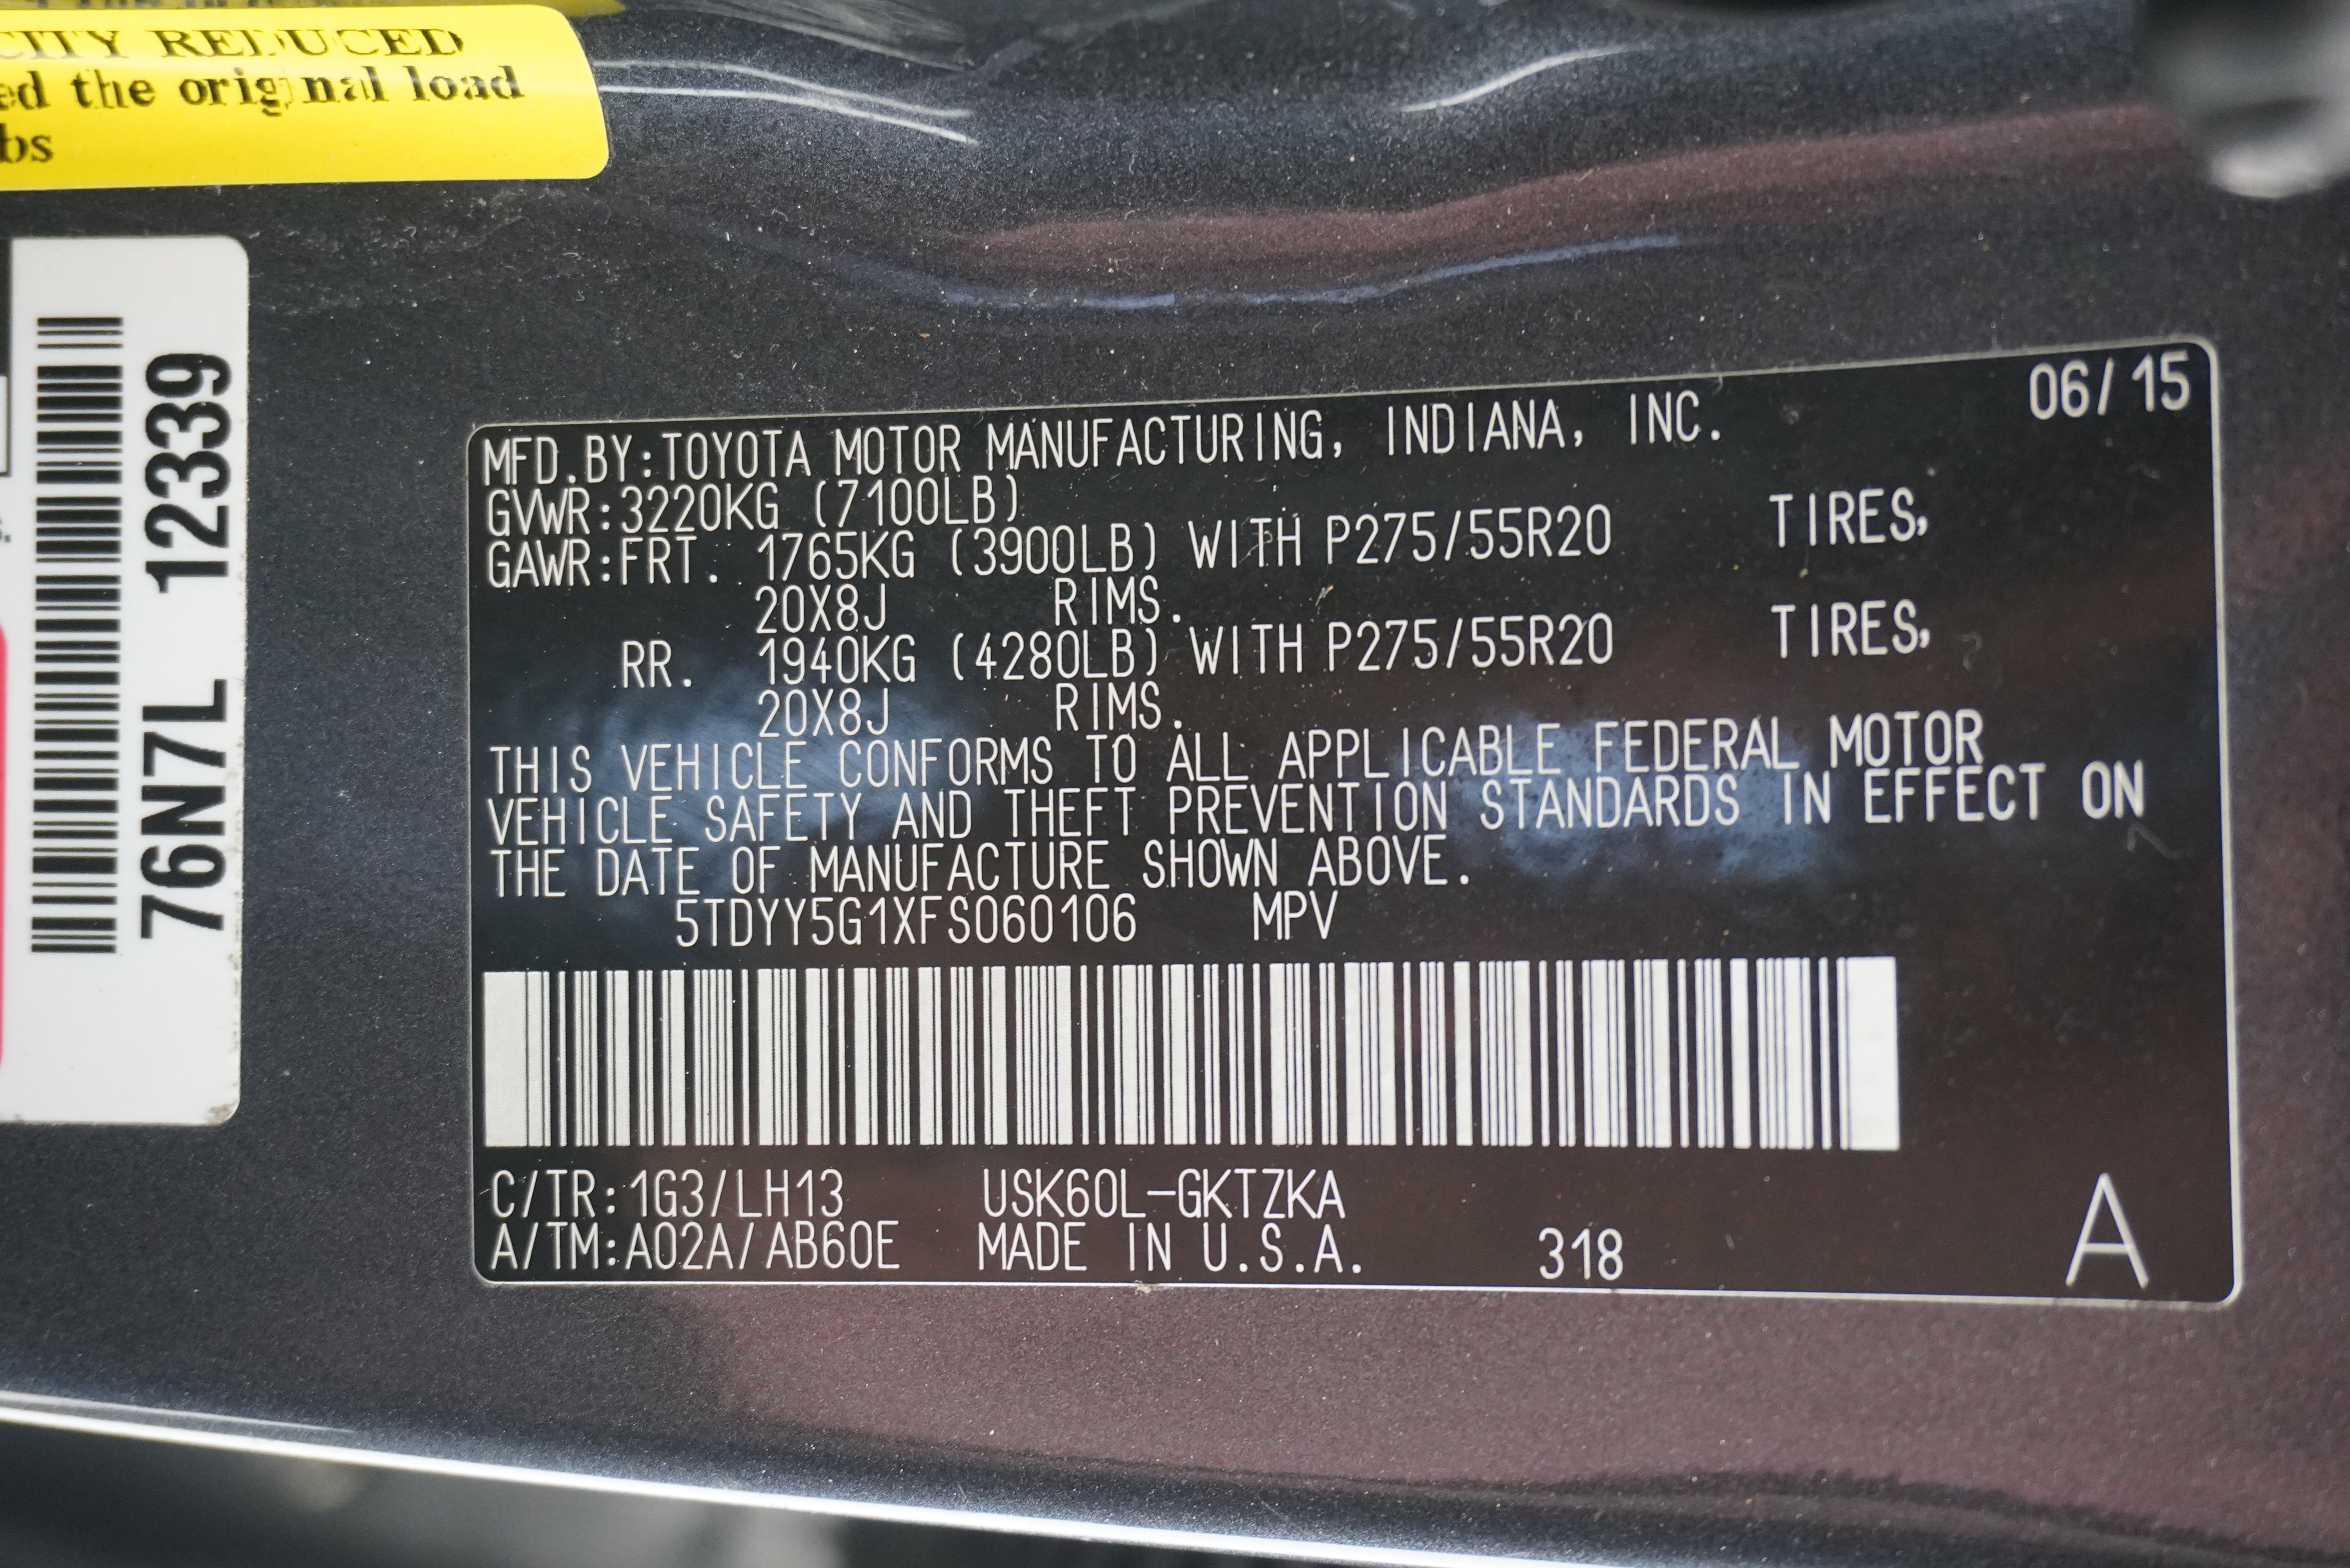 CITY REDUCED
ed the original load
bs
76N7L 12339
06/15
MFD.BY:TOYOTA MOTOR MANUFACTURING, INDIANA, INC.
GVWR:3220KG (7100LB)
GAWR:FRT. 1765KG (3900LB) WITH P275/55R20 TIRES,
20X8J RIMS.
RR. 1940KG (4280LB) WITH P275/55R20 TIRES,
20X8J RIMS.
THIS VEHICLE CONFORMS TO ALL APPLICABLE FEDERAL MOTOR
VEHICLE SAFETY AND THEFT PREVENTION STANDARDS IN EFFECT ON
THE DATE OF MANUFACTURE SHOWN ABOVE.
5TDYY5G1XFS060106 MPV
C/TR:1G3/LH13 USK60L-GKTZKA
A/TM:A02A/AB60E MADE IN U.S.A. 318 A